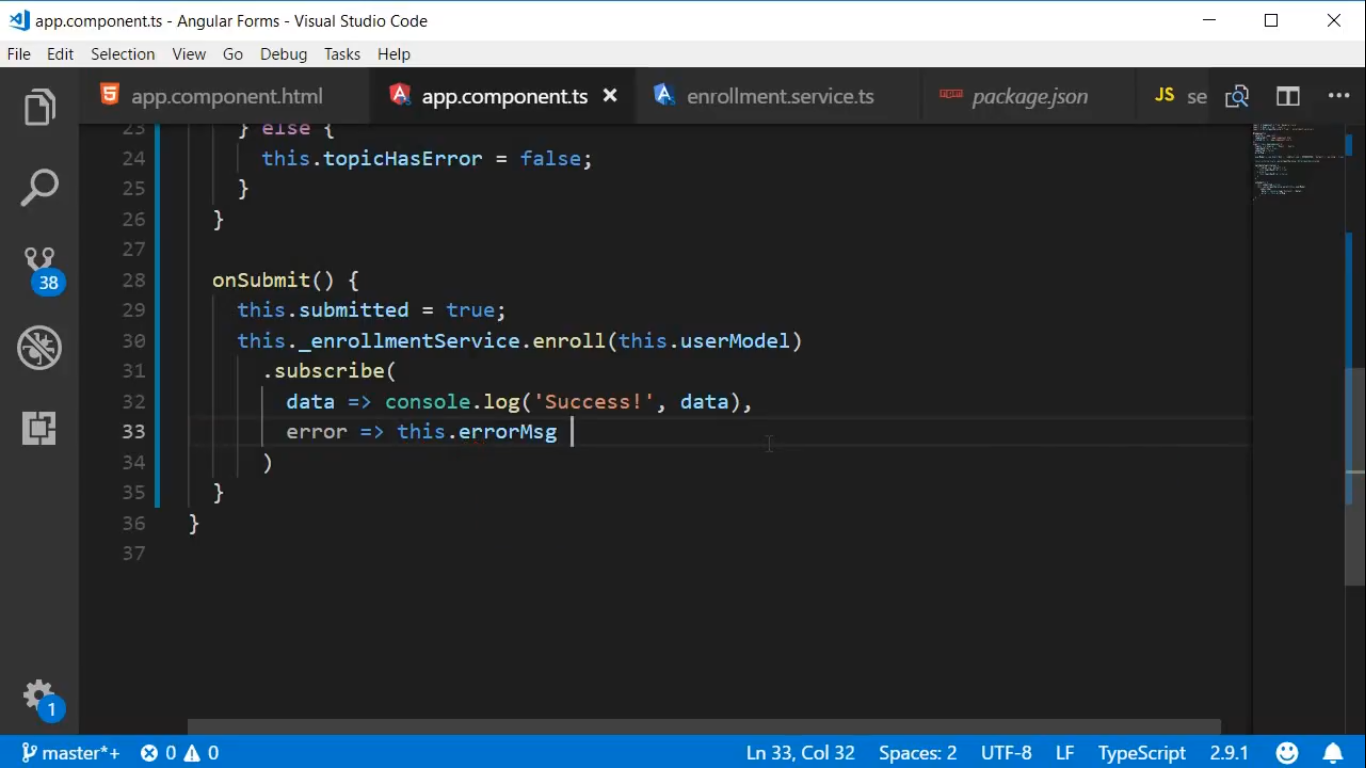 app.component.ts - Angular Forms - Visual Studio Code
File Edit Selection View Go Debug Tasks Help
app.component.html app.component.ts enrollment.service.ts package.json JS se
23 } else {
24 this.topicHasError = false;
25 }
26 }
27
28 onSubmit() {
29 this.submitted = true;
30 this._enrollmentService.enroll(this.userModel)
31 .subscribe(
32 data => console.log('Success!', data),
33 error => this.errorMsg
34 )
35 }
36 }
37
38
1
master*+ 0 0 Ln 33, Col 32 Spaces: 2 UTF-8 LF TypeScript 2.9.1